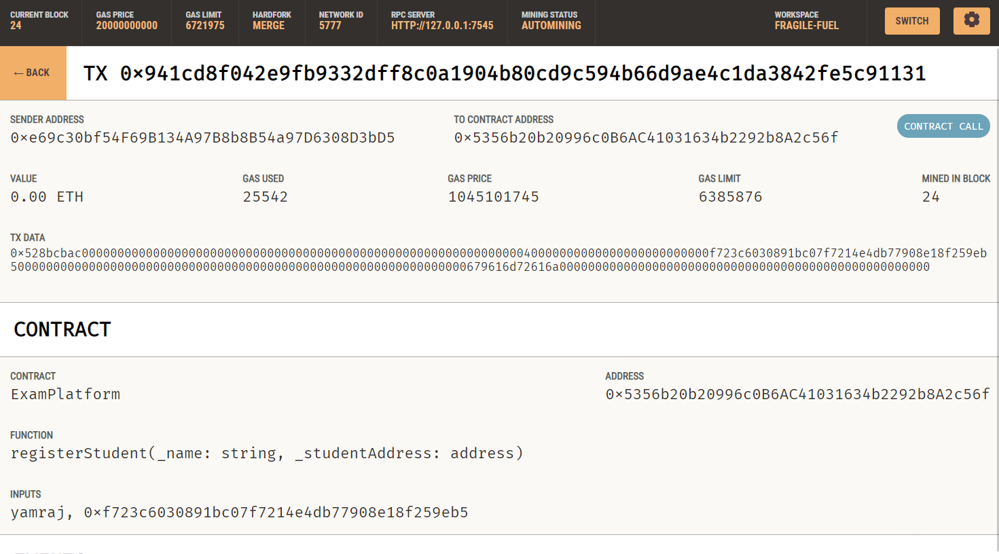 CURRENT BLOCK
24
GAS PRICE
20000000000
GAS LIMIT
6721975
HARDFORK
MERGE
NETWORK ID
5777
RPC SERVER
HTTP://127.0.0.1:7545
MINING STATUS
AUTOMINING
WORKSPACE
FRAGILE-FUEL
SWITCH
←BACK
TX 0x941cd8f042e9fb9332dff8c0a1904b80cd9c594b66d9ae4c1da3842fe5c91131
SENDER ADDRESS
0xe69c30bf54F69B134A97B8b8B54a97D6308D3bD5
TO CONTRACT ADDRESS
0x5356b20b20996c0B6AC41031634b2292b8A2c56f
CONTRACT CALL
VALUE
0.00 ETH
GAS USED
25542
GAS PRICE
1045101745
GAS LIMIT
6385876
MINED IN BLOCK
24
TX DATA
0x528bcbac0000000000000000000000000000000000000000000000000000000000000040000000000000000000000000f723c6030891bc07f7214e4db77908e18f259eb
5000000000000000000000000000000000000000000000000000000000000000679616d72616a0000000000000000000000000000000000000000000000000000
CONTRACT
CONTRACT
ExamPlatform
ADDRESS
0x5356b20b20996c0B6AC41031634b2292b8A2c56f
FUNCTION
registerStudent(_name: string, _studentAddress: address)
INPUTS
yamraj, 0xf723c6030891bc07f7214e4db77908e18f259eb5